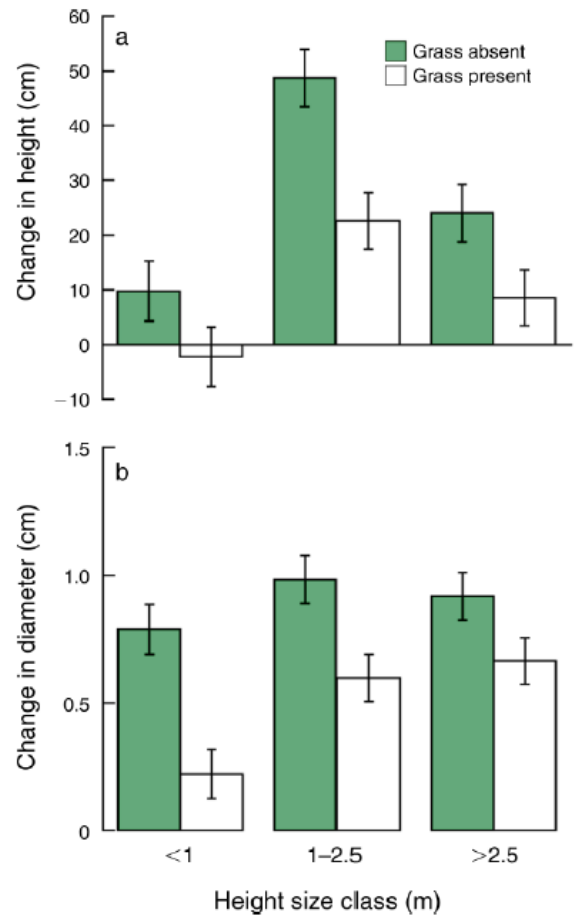 a
Grass absent
Grass present
Change in height (cm)
60
50
40
30
20
10
0
−10
b
Change in diameter (cm)
1.5
1.0
0.5
0
<1 1–2.5 >2.5
Height size class (m)